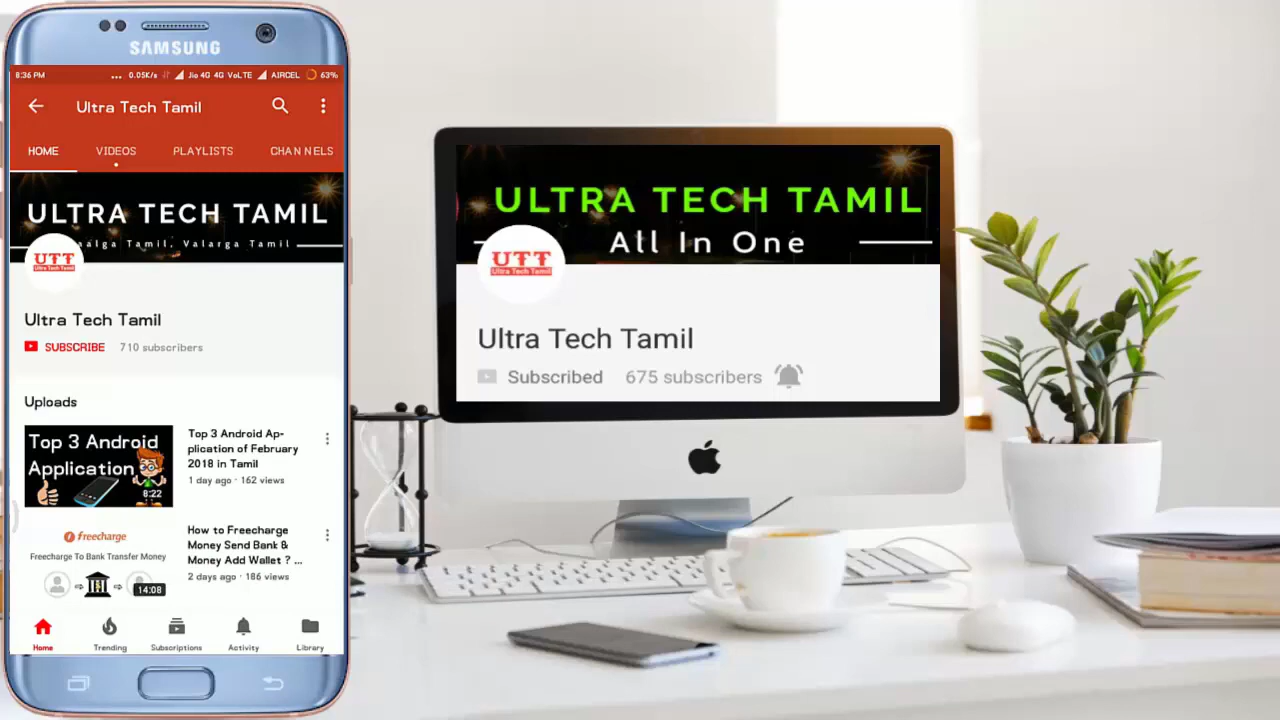 SAMSUNG
8:36 PM ... 0.05K/s Jio 4G 4G VoLTE AIRCEL 63%
Ultra Tech Tamil
HOME VIDEOS PLAYLISTS CHANNELS
ULTRA TECH TAMIL
Tamil, Valarga Tamil
UTT
Ultra Tech Tamil
Ultra Tech Tamil
SUBSCRIBE 710 subscribers
Uploads
Top 3 Android
Application
8:22
Top 3 Android Ap-
plication of February
2018 in Tamil
1 day ago · 162 views
freecharge
Freecharge To Bank Transfer Money
14:08
How to Freecharge
Money Send Bank &
Money Add Wallet ? ...
2 days ago · 186 views
Home Trending Subscriptions Activity Library
ULTRA TECH TAMIL
All In One
UTT
Ultra Tech Tamil
Ultra Tech Tamil
Subscribed 675 subscribers